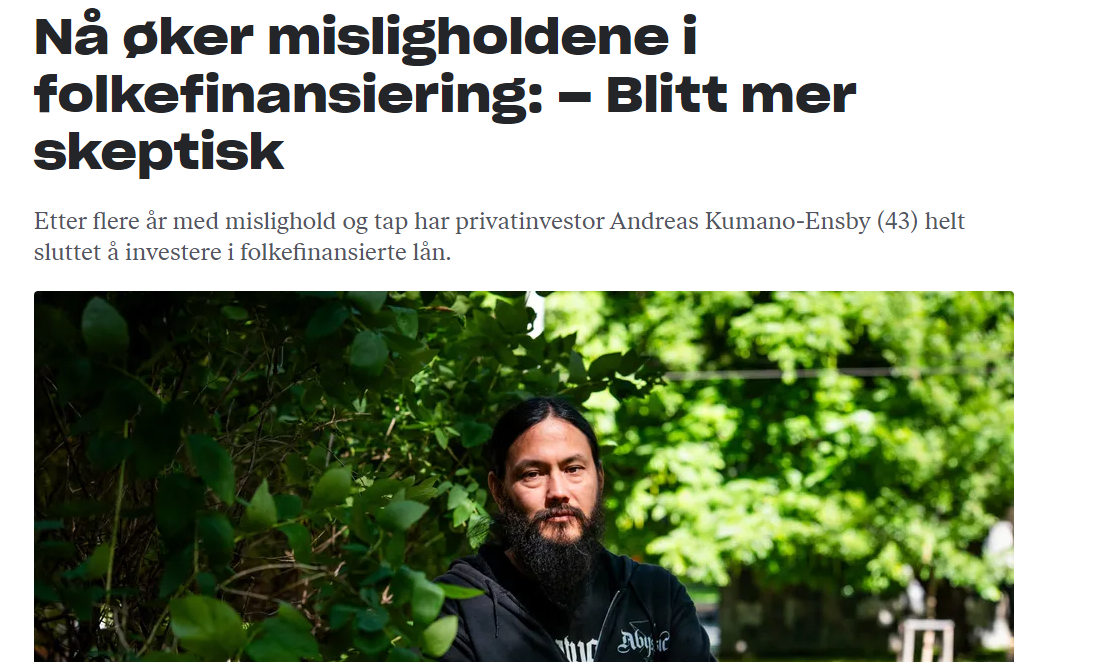 Nå øker misligholdene i
folkefinansiering: – Blitt mer
skeptisk
Etter flere år med mislighold og tap har privatinvestor Andreas Kumano-Ensby (43) helt
sluttet å investere i folkefinansierte lån.